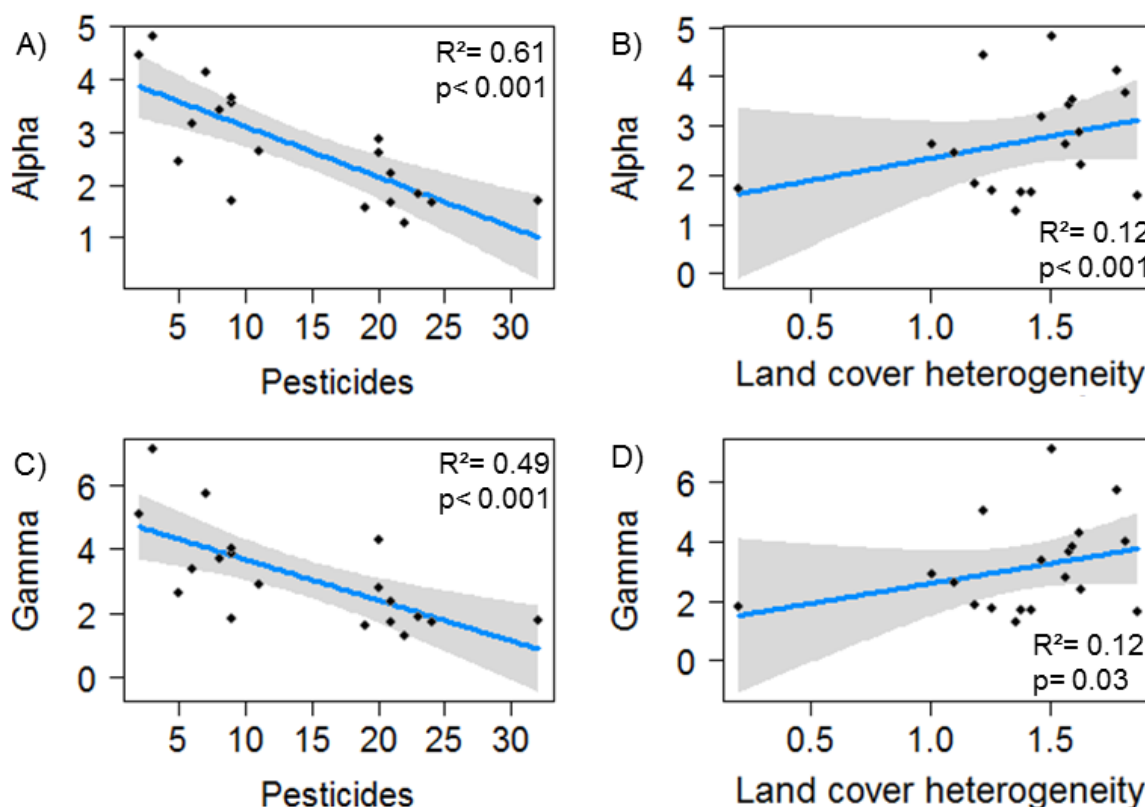 A)
R²= 0.61
p< 0.001
Alpha
5
4
3
2
1
5 10 15 20 25 30
Pesticides
B)
Alpha
5
4
3
2
1
0
R²= 0.12
p< 0.001
0.5 1.0 1.5
Land cover heterogeneity
C)
R²= 0.49
p< 0.001
Gamma
6
4
2
0
5 10 15 20 25 30
Pesticides
D)
Gamma
6
4
2
0
R²= 0.12
p= 0.03
0.5 1.0 1.5
Land cover heterogeneity